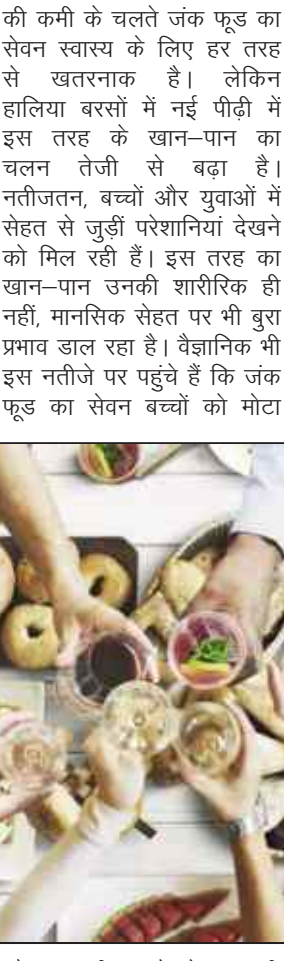 की कमी के चलते जंक फूड का
सेवन स्वास्य के लिए हर तरह
से खतरनाक है। लेकिन
हालिया बरसों में नई पीढ़ी में
इस तरह के खान–पान का
चलन तेजी से बढ़ा है।
नतीजतन, बच्चों और युवाओं में
सेहत से जुड़ीं परेशानियां देखने
को मिल रही हैं। इस तरह का
खान–पान उनकी शारीरिक ही
नहीं, मानसिक सेहत पर भी बुरा
प्रभाव डाल रहा है। वैज्ञानिक भी
इस नतीजे पर पहुंचे हैं कि जंक
फूड का सेवन बच्चों को मोटा